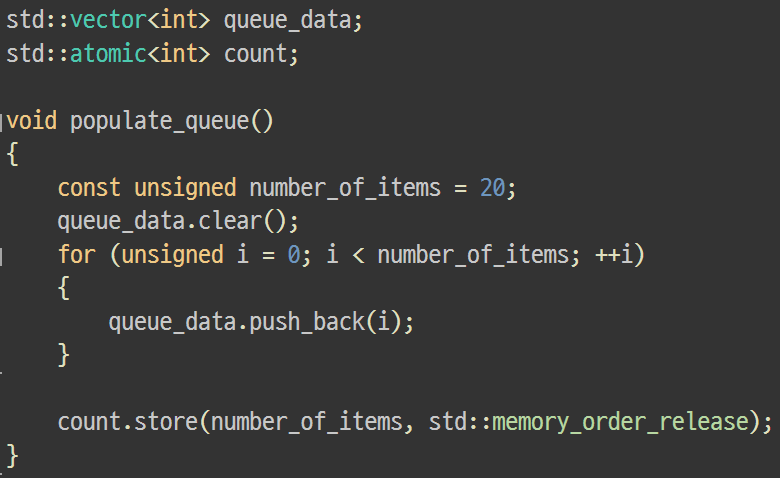 std::vector<int> queue_data;
std::atomic<int> count;

void populate_queue()
{
    const unsigned number_of_items = 20;
    queue_data.clear();
    for (unsigned i = 0; i < number_of_items; ++i)
    {
        queue_data.push_back(i);
    }

    count.store(number_of_items, std::memory_order_release);
}